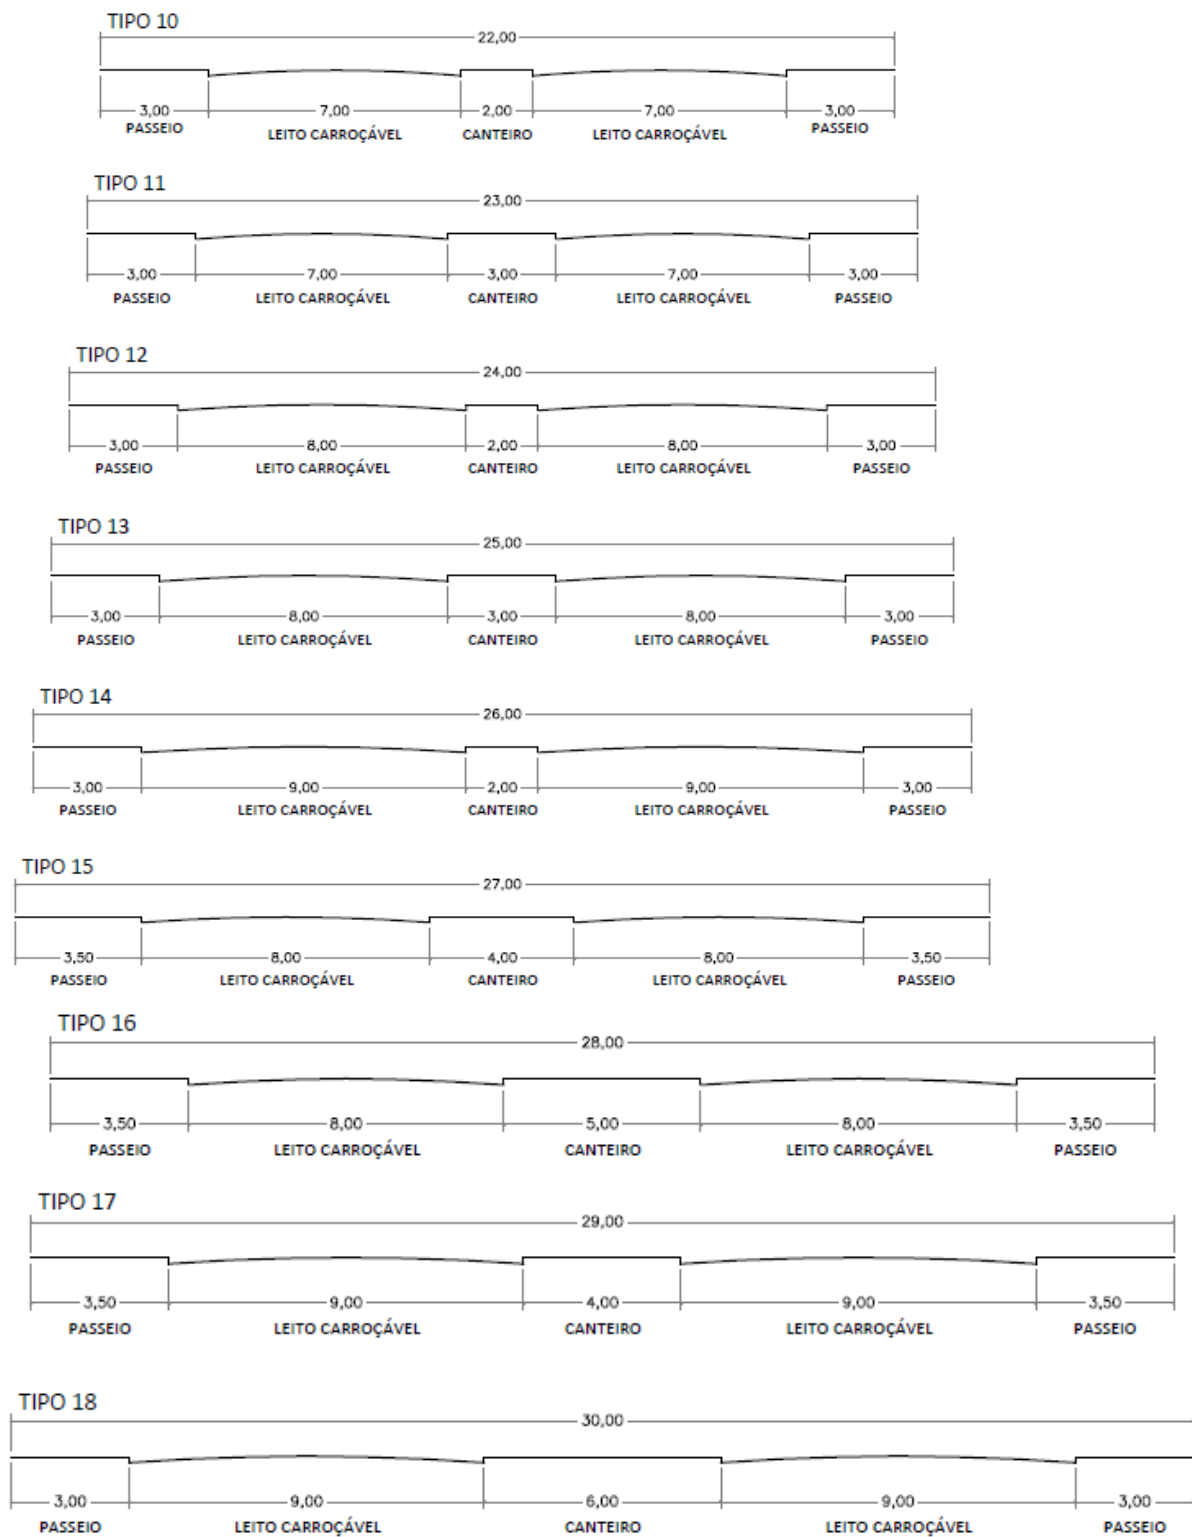 TIPO 10
22,00
3,00 7,00 2,00 7,00 3,00
PASSEIO LEITO CARROÇÁVEL CANTEIRO LEITO CARROÇÁVEL PASSEIO
TIPO 11
23,00
3,00 7,00 3,00 7,00 3,00
PASSEIO LEITO CARROÇÁVEL CANTEIRO LEITO CARROÇÁVEL PASSEIO
TIPO 12
24,00
3,00 8,00 2,00 8,00 3,00
PASSEIO LEITO CARROÇÁVEL CANTEIRO LEITO CARROÇÁVEL PASSEIO
TIPO 13
25,00
3,00 8,00 3,00 8,00 3,00
PASSEIO LEITO CARROÇÁVEL CANTEIRO LEITO CARROÇÁVEL PASSEIO
TIPO 14
26,00
3,00 9,00 2,00 9,00 3,00
PASSEIO LEITO CARROÇÁVEL CANTEIRO LEITO CARROÇÁVEL PASSEIO
TIPO 15
27,00
3,50 8,00 4,00 8,00 3,50
PASSEIO LEITO CARROÇÁVEL CANTEIRO LEITO CARROÇÁVEL PASSEIO
TIPO 16
28,00
3,50 8,00 5,00 8,00 3,50
PASSEIO LEITO CARROÇÁVEL CANTEIRO LEITO CARROÇÁVEL PASSEIO
TIPO 17
29,00
3,50 9,00 4,00 9,00 3,50
PASSEIO LEITO CARROÇÁVEL CANTEIRO LEITO CARROÇÁVEL PASSEIO
TIPO 18
30,00
3,00 9,00 6,00 9,00 3,00
PASSEIO LEITO CARROÇÁVEL CANTEIRO LEITO CARROÇÁVEL PASSEIO